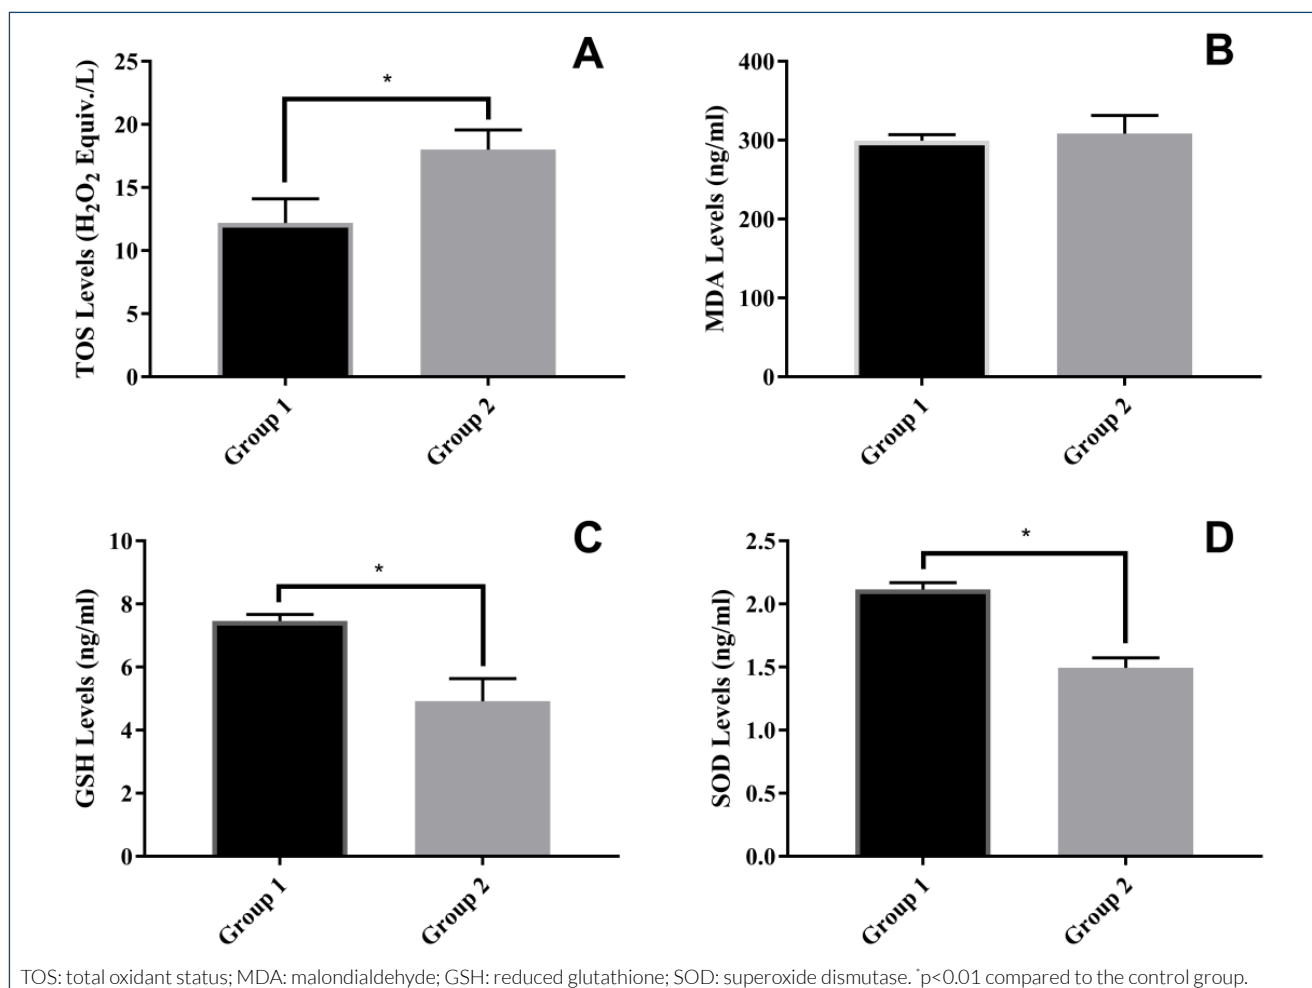 A
TOS Levels (H₂O₂ Equiv./L)
25
20
15
10
5
0
*
Group 1
Group 2
B
MDA Levels (ng/ml)
400
300
200
100
0
Group 1
Group 2
C
GSH Levels (ng/ml)
10
8
6
4
2
0
*
Group 1
Group 2
D
SOD Levels (ng/ml)
2.5
2.0
1.5
1.0
0.5
0.0
*
Group 1
Group 2
TOS: total oxidant status; MDA: malondialdehyde; GSH: reduced glutathione; SOD: superoxide dismutase. *p<0.01 compared to the control group.